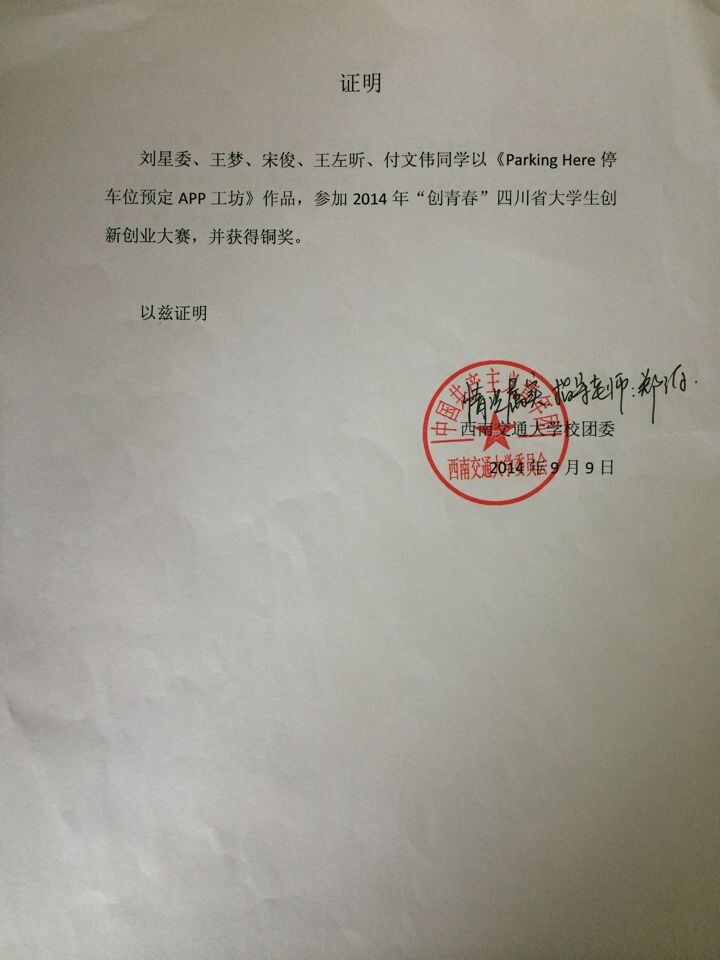 证明
刘星委、王梦、宋俊、王左昕、付文伟同学以《Parking Here 停
车位预定 APP 工坊》作品，参加 2014 年“创青春”四川省大学生创
新创业大赛，并获得铜奖。
以兹证明
中国共产主义青年团
情况属实、指导老师：郑
西南交通大学校团委
西南交通大学委员会
2014 年 9 月 9 日